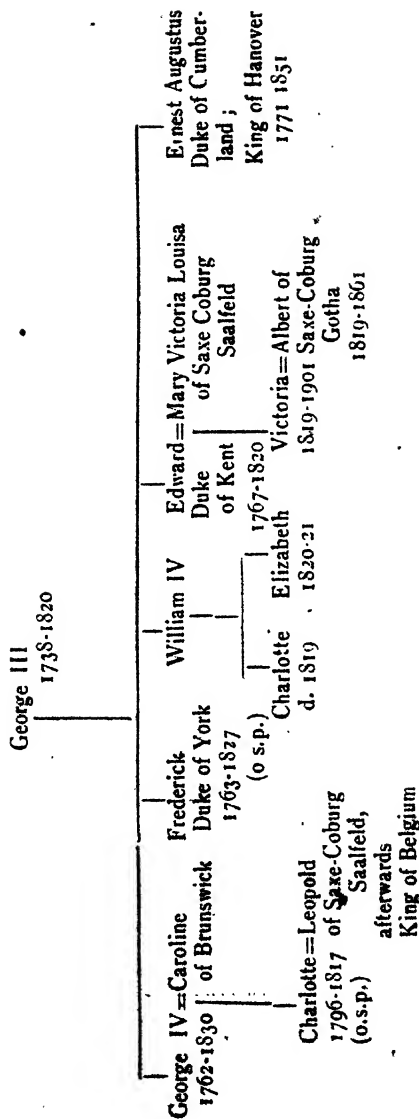 George III
1738-1820
George IV=Caroline
1762-1830 of Brunswick
Frederick
Duke of York
1763-1827
(o s.p.)
William IV
Edward=Mary Victoria Louisa
Duke of Saxe Coburg
of Kent Saalfeld
1767-1820
Ernest Augustus
Duke of Cumber-
land;
King of Hanover
1771 1851
Charlotte=Leopold
1796-1817 of Saxe-Coburg
(o.s.p.) Saalfeld,
afterwards
King of Belgium
Charlotte
d. 1819
Elizabeth
1820-21
Victoria=Albert of
1819-1901 Saxe-Coburg
Gotha
1819-1861